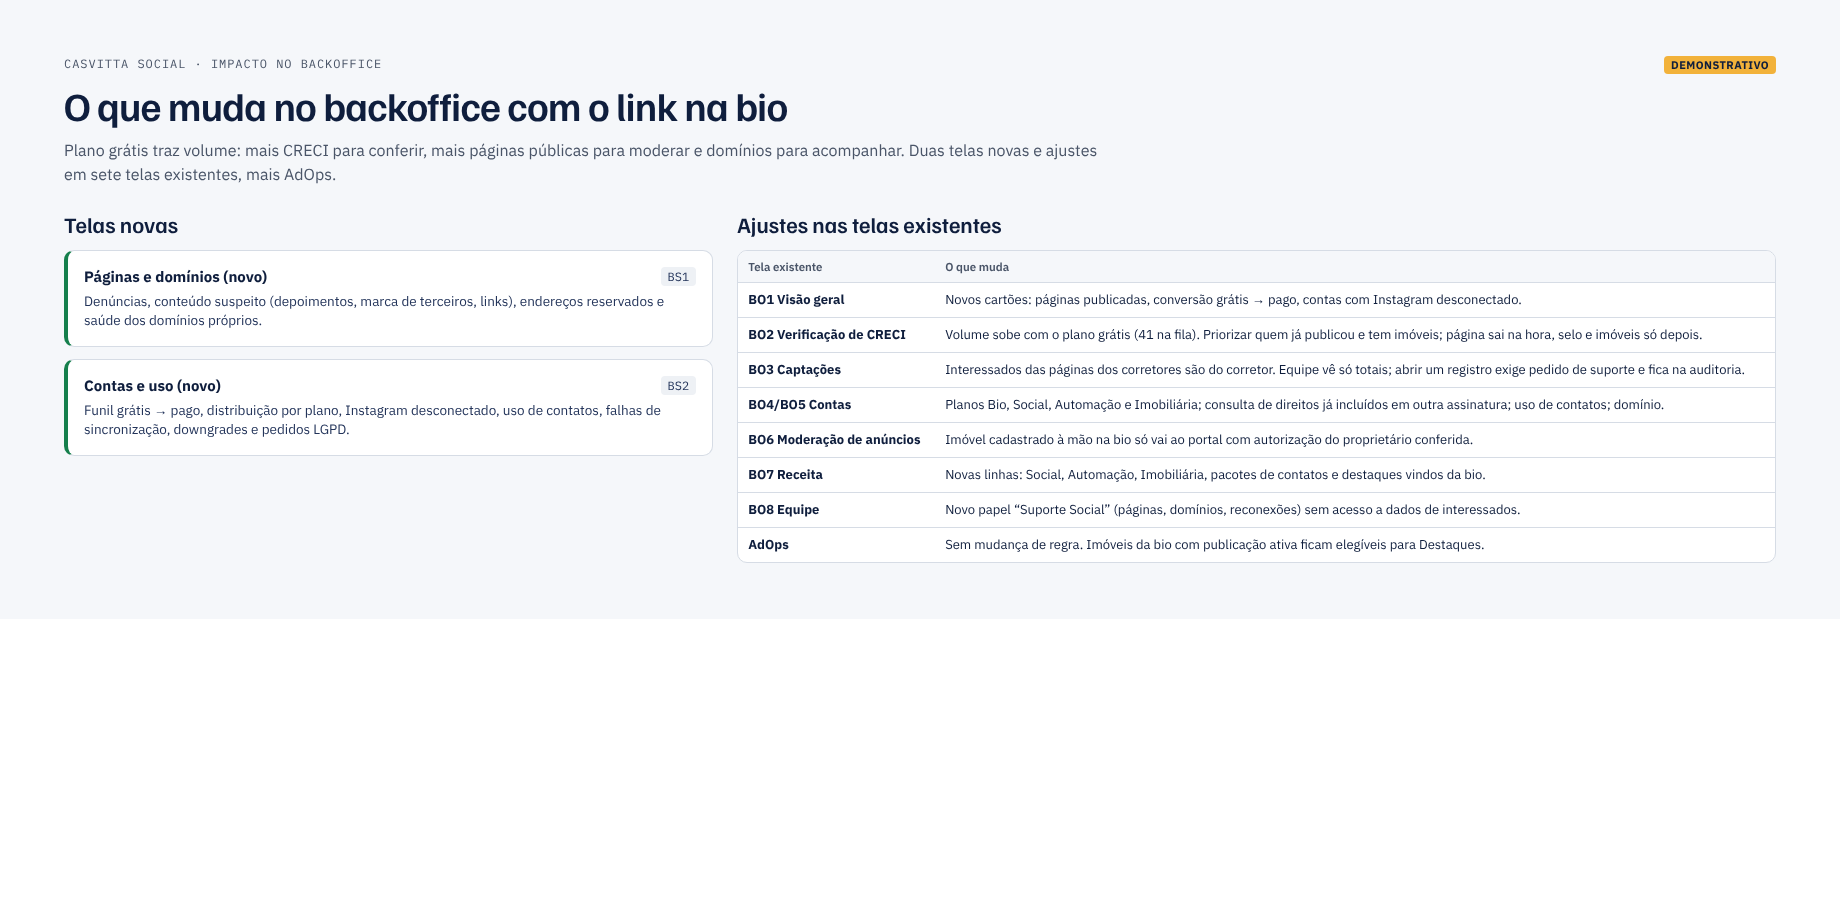 CASVITTA SOCIAL · IMPACTO NO BACKOFFICE
DEMONSTRATIVO
O que muda no backoffice com o link na bio
Plano grátis traz volume: mais CRECI para conferir, mais páginas públicas para moderar e domínios para acompanhar. Duas telas novas e ajustes
em sete telas existentes, mais AdOps.
Telas novas
Páginas e domínios (novo)
BS1
Denúncias, conteúdo suspeito (depoimentos, marca de terceiros, links), endereços reservados e
saúde dos domínios próprios.
Contas e uso (novo)
BS2
Funil grátis → pago, distribuição por plano, Instagram desconectado, uso de contatos, falhas de
sincronização, downgrades e pedidos LGPD.
Ajustes nas telas existentes
Tela existente O que muda
BO1 Visão geral Novos cartões: páginas publicadas, conversão grátis → pago, contas com Instagram desconectado.
BO2 Verificação de CRECI Volume sobe com o plano grátis (41 na fila). Priorizar quem já publicou e tem imóveis; página sai na hora, selo e imóveis só depois.
BO3 Captações Interessados das páginas dos corretores são do corretor. Equipe vê só totais; abrir um registro exige pedido de suporte e fica na auditoria.
BO4/BO5 Contas Planos Bio, Social, Automação e Imobiliária; consulta de direitos já incluídos em outra assinatura; uso de contatos; domínio.
BO6 Moderação de anúncios Imóvel cadastrado à mão na bio só vai ao portal com autorização do proprietário conferida.
BO7 Receita Novas linhas: Social, Automação, Imobiliária, pacotes de contatos e destaques vindos da bio.
BO8 Equipe Novo papel “Suporte Social” (páginas, domínios, reconexões) sem acesso a dados de interessados.
AdOps Sem mudança de regra. Imóveis da bio com publicação ativa ficam elegíveis para Destaques.